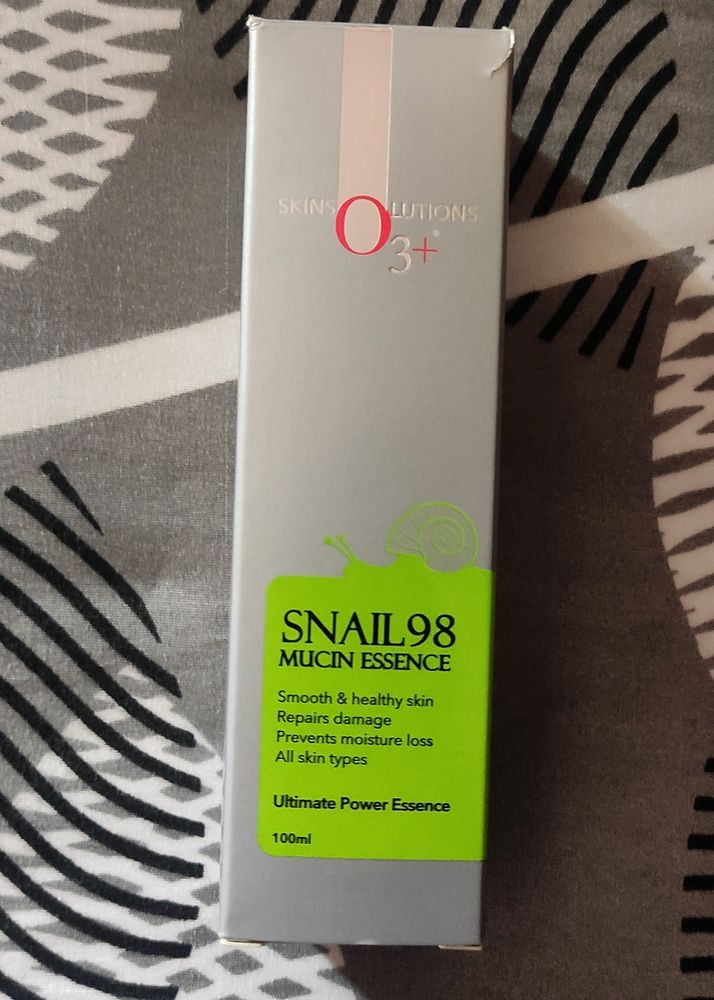 SKINSOLUTIONS
O3+®
SNAIL98
MUCIN ESSENCE
Smooth & healthy skin
Repairs damage
Prevents moisture loss
All skin types
Ultimate Power Essence
100ml